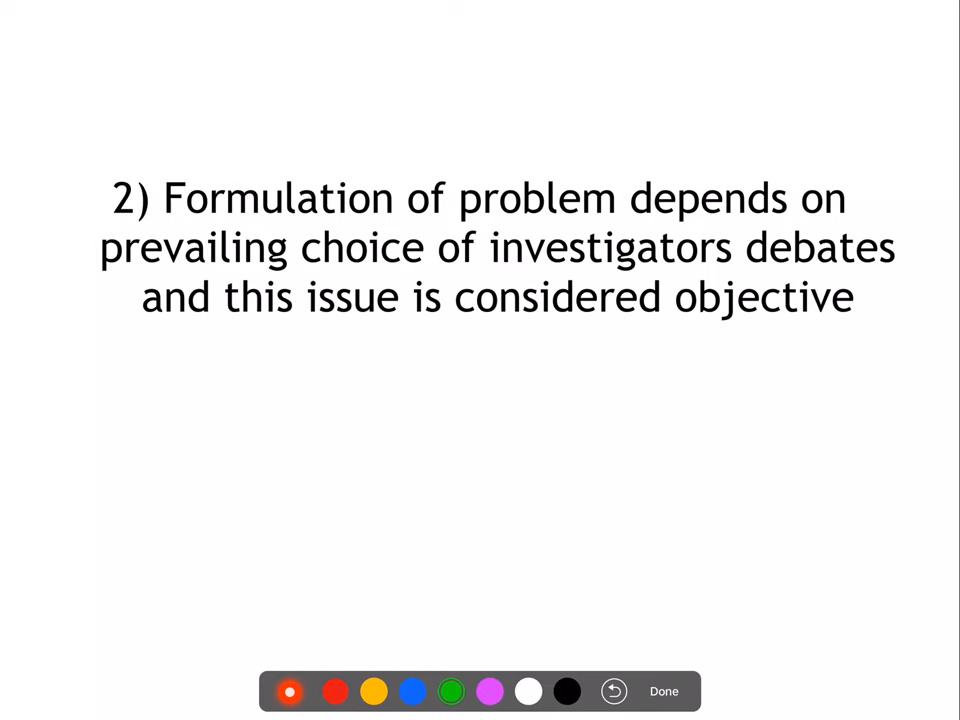 2) Formulation of problem depends on
prevailing choice of investigators debates
and this issue is considered objective
Done